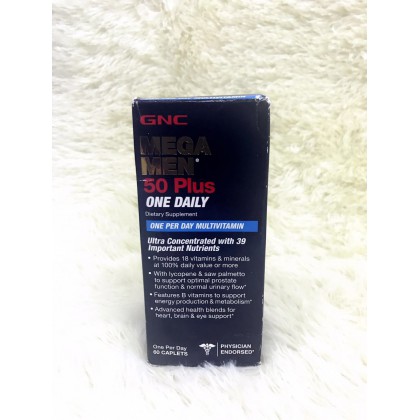 GNC
MEGA
MEN®
50 Plus
ONE DAILY
Dietary Supplement
ONE PER DAY MULTIVITAMIN
Ultra Concentrated with 39
Important Nutrients
• Provides 18 vitamins & minerals
at 100% daily value or more
• With lycopene & saw palmetto
to support optimal prostate
function & normal urinary flow*
• Features B vitamins to support
energy production & metabolism*
• Advanced health blends for
heart, brain & eye support*
One Per Day
60 CAPLETS
PHYSICIAN
ENDORSED^